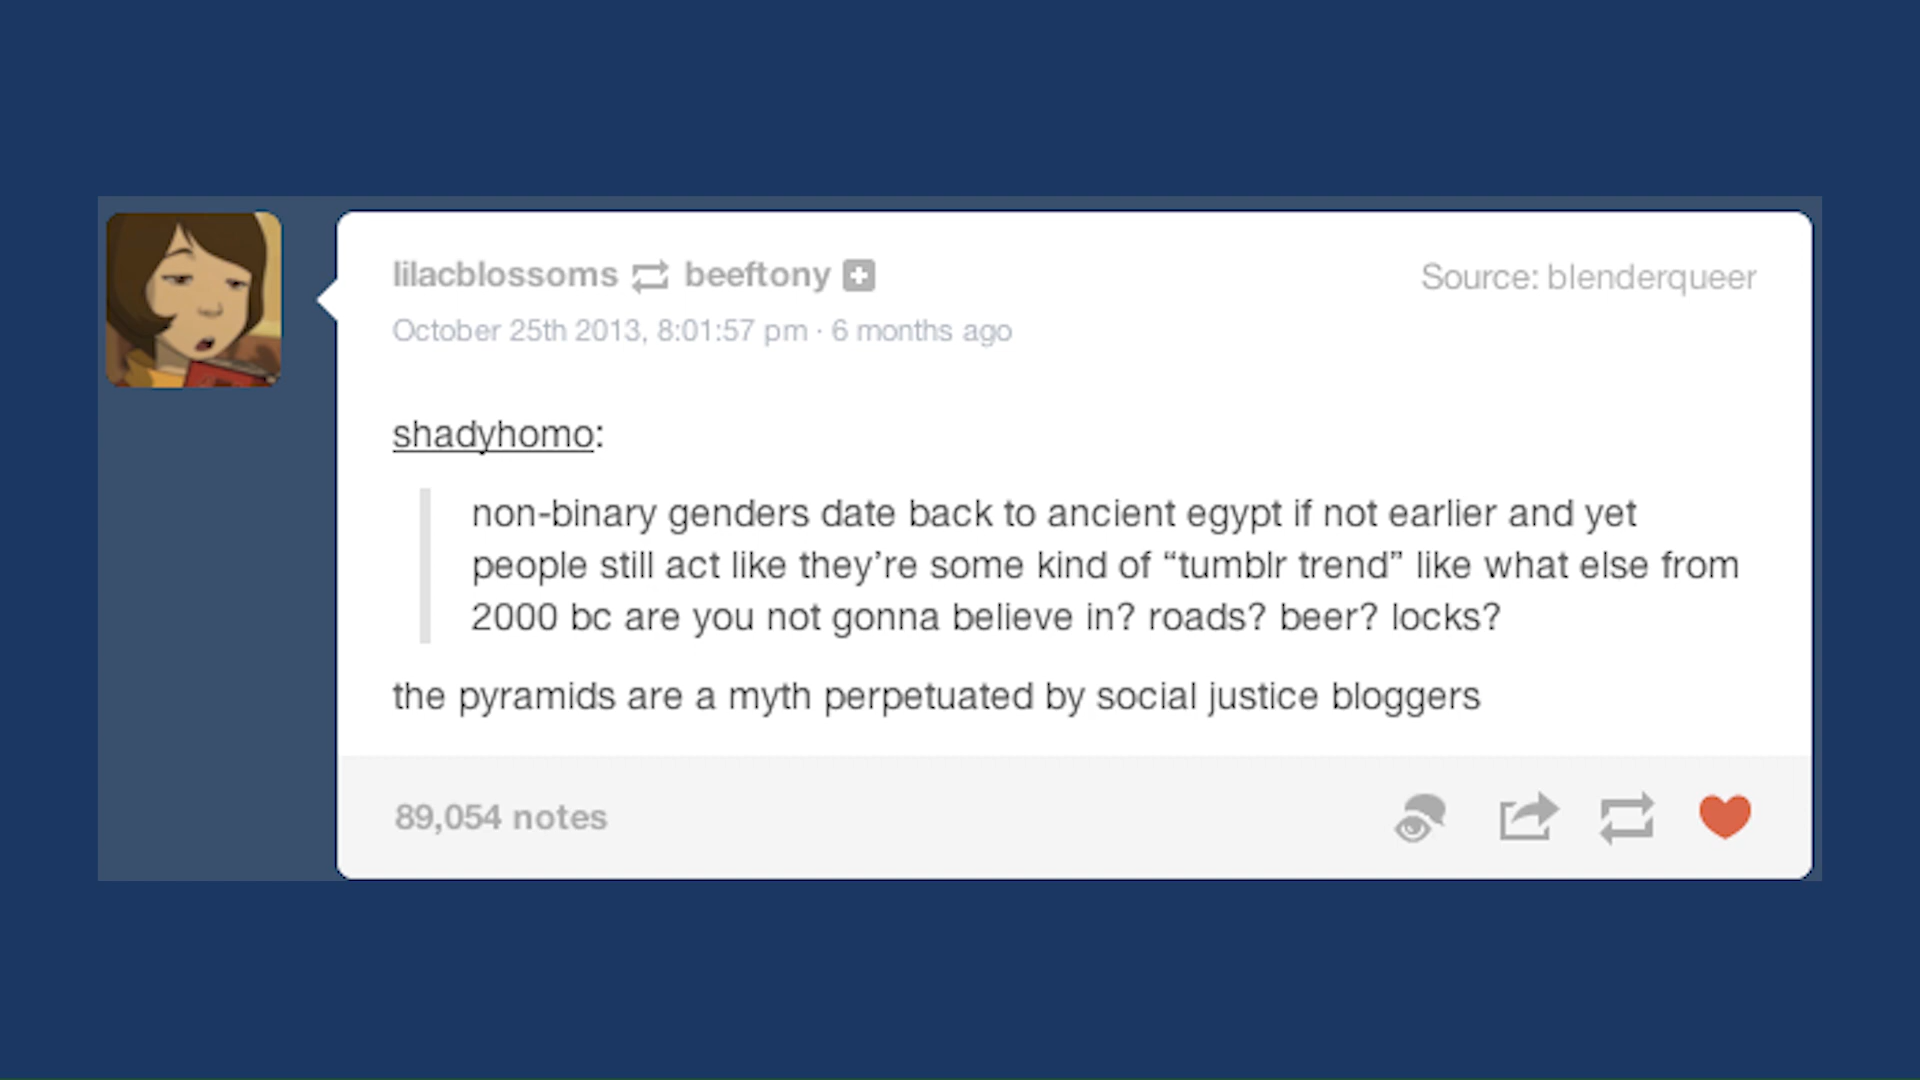 lilacblossoms beeftony
Source: blenderqueer
October 25th 2013, 8:01:57 pm · 6 months ago
shadyhomo:
non-binary genders date back to ancient egypt if not earlier and yet
people still act like they’re some kind of “tumblr trend” like what else from
2000 bc are you not gonna believe in? roads? beer? locks?
the pyramids are a myth perpetuated by social justice bloggers
89,054 notes